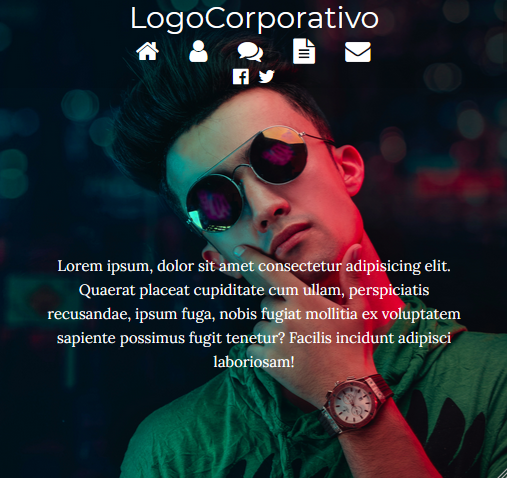 LogoCorporativo
Lorem ipsum, dolor sit amet consectetur adipisicing elit.
Quaerat placeat cupiditate cum ullam, perspiciatis
recusandae, ipsum fuga, nobis fugiat mollitia ex voluptatem
sapiente possimus fugit tenetur? Facilis incidunt adipisci
laboriosam!